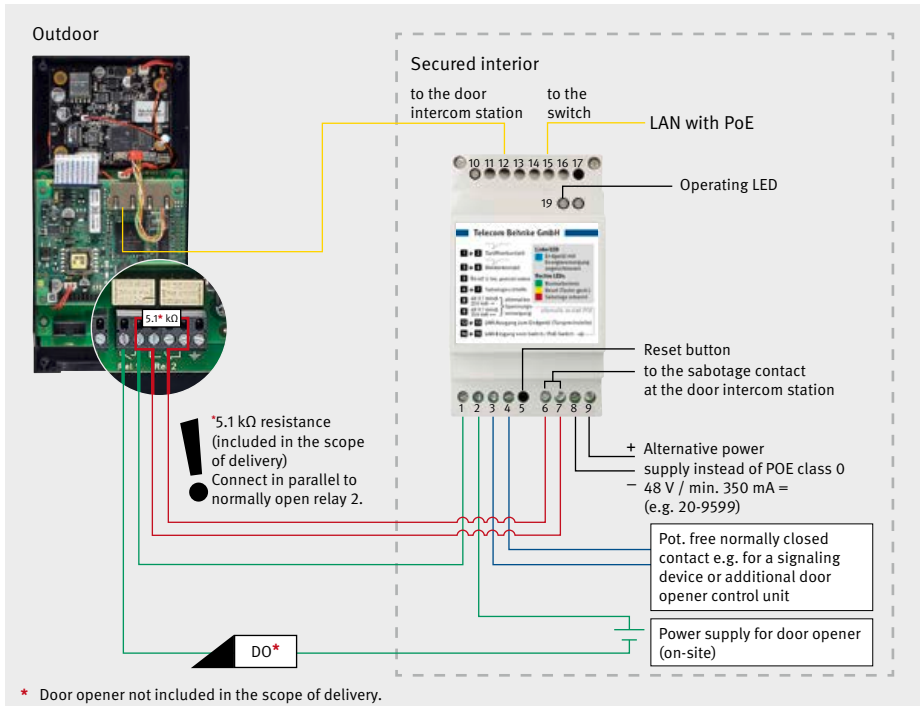 Outdoor
Secured interior
to the door
intercom station
to the
switch
LAN with PoE
10 11 12 13 14 15 16 17
Operating LED
19
Telecom Behnke GmbH
5.1* kΩ
Rel 2
Reset button
to the sabotage contact
at the door intercom station
1 2 3 4 5 6 7 8 9
*5.1 kΩ resistance
(included in the scope
of delivery)
Connect in parallel to
normally open relay 2.
+ Alternative power
supply instead of POE class 0
– 48 V / min. 350 mA =
(e.g. 20-9599)
Pot. free normally closed
contact e.g. for a signaling
device or additional door
opener control unit
Power supply for door opener
(on-site)
DO*
* Door opener not included in the scope of delivery.